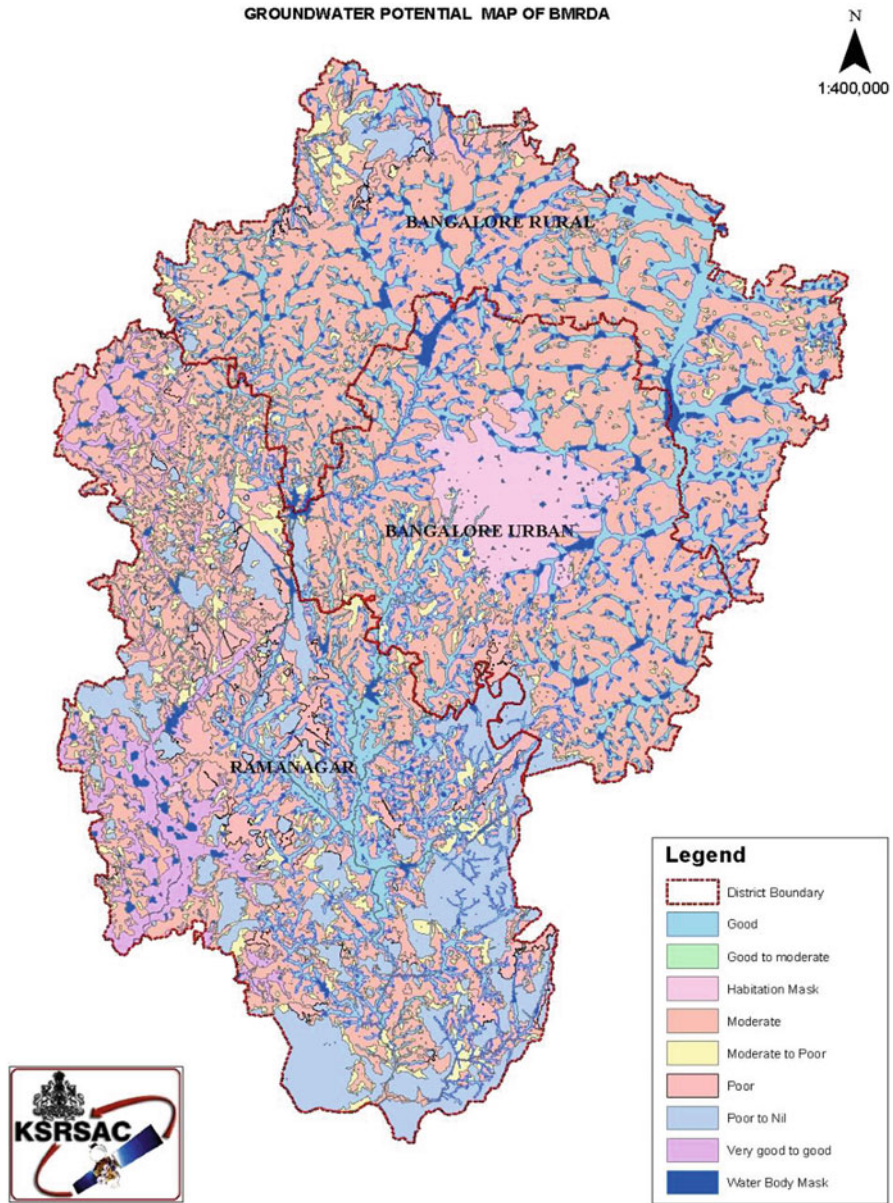 GROUNDWATER POTENTIAL MAP OF BMRDA
N
1:400,000
BANGALORE RURAL
BANGALORE URBAN
RAMANAGAR
Legend
District Boundary
Good
Good to moderate
Habitation Mask
Moderate
Moderate to Poor
Poor
Poor to Nil
Very good to good
Water Body Mask
KSRSAC